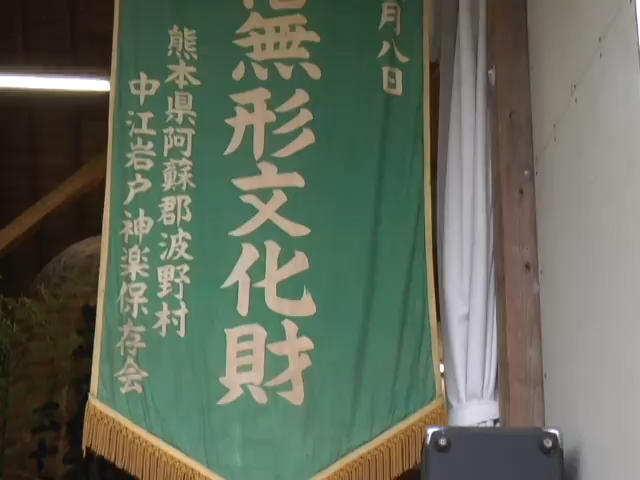 月八日
無形文化財
熊本県阿蘇郡波野村
中江岩戸神楽保存会